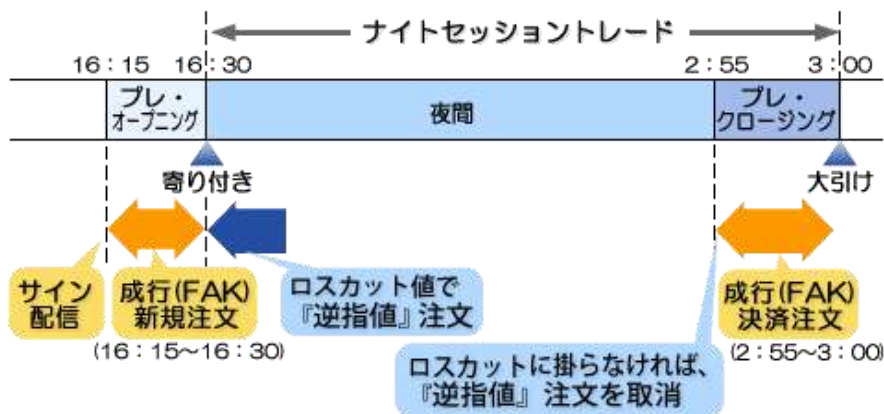 ナイトセッショントレード
16：15
16：30
2：55
3：00
プレ・
オープニング
夜間
プレ・
クロージング
寄り付き
大引け
サイン
配信
成行(FAK)
新規注文
(16：15～16：30)
ロスカット値で
『逆指値』注文
ロスカットに掛らなければ、
『逆指値』注文を取消
成行(FAK)
決済注文
(2：55～3：00)